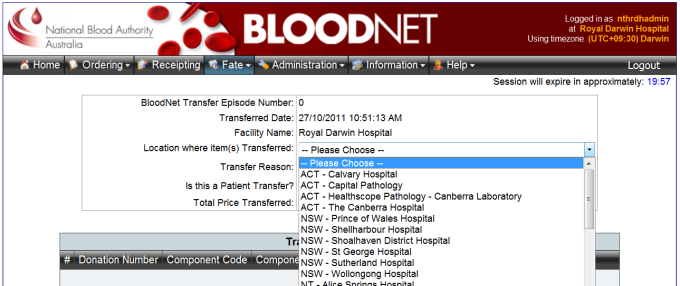 National Blood Authority
Australia
BLOODNET
Logged in as nthrdhadmin
at Royal Darwin Hospital
Using timezone (UTC+09:30) Darwin
Home Ordering Receipting Fate Administration Information Help Logout
Session will expire in approximately: 19:57
BloodNet Transfer Episode Number: 0
Transferred Date: 27/10/2011 10:51:13 AM
Facility Name: Royal Darwin Hospital
Location where item(s) Transferred: -- Please Choose --
Transfer Reason:
Is this a Patient Transfer?
Total Price Transferred:
-- Please Choose --
ACT - Calvary Hospital
ACT - Capital Pathology
ACT - Healthscope Pathology - Canberra Laboratory
ACT - The Canberra Hospital
NSW - Prince of Wales Hospital
NSW - Shellharbour Hospital
NSW - Shoalhaven District Hospital
NSW - St George Hospital
NSW - Sutherland Hospital
NSW - Wollongong Hospital
NT - Alice Springs Hospital
# Donation Number Component Code